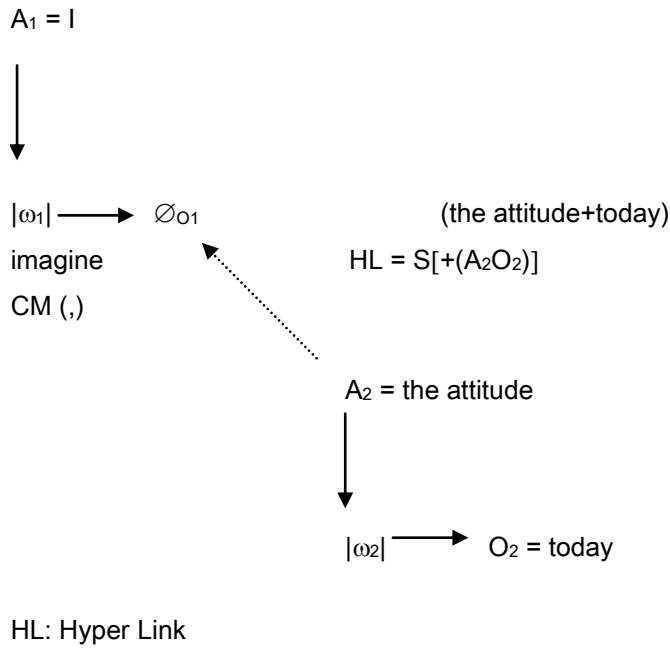 A₁ = I
|ω₁| ∅O1 (the attitude+today)
imagine HL = S[+(A₂O₂)]
CM (,)
A₂ = the attitude
|ω₂| O₂ = today
HL: Hyper Link